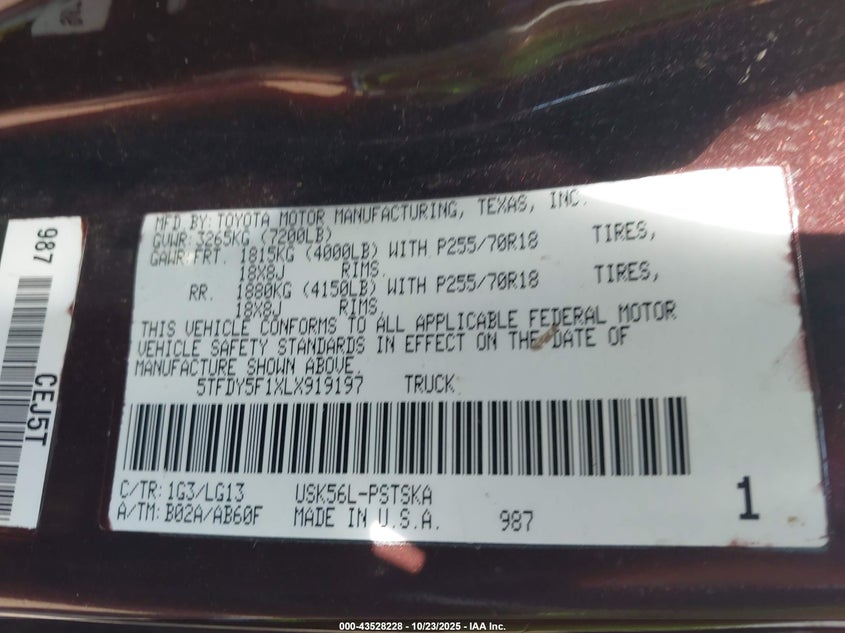 MFD.BY: TOYOTA MOTOR MANUFACTURING, TEXAS, INC.
GVWR: 3265KG (7200LB)
GAWR: FRT. 1815KG (4000LB) WITH P255/70R18 TIRES,
18X8J RIMS.
RR. 1880KG (4150LB) WITH P255/70R18 TIRES,
18X8J RIMS.
THIS VEHICLE CONFORMS TO ALL APPLICABLE FEDERAL MOTOR
VEHICLE SAFETY STANDARDS IN EFFECT ON THE DATE OF
MANUFACTURE SHOWN ABOVE.
5TFDY5F1XLX919197 TRUCK
C/TR: 1G3/LG13 USK56L-PSTSKA
A/TM: B02A/AB60F MADE IN U.S.A. 987
1
987
CEJ5T
000-43528228 - 10/23/2025 - IAA Inc.